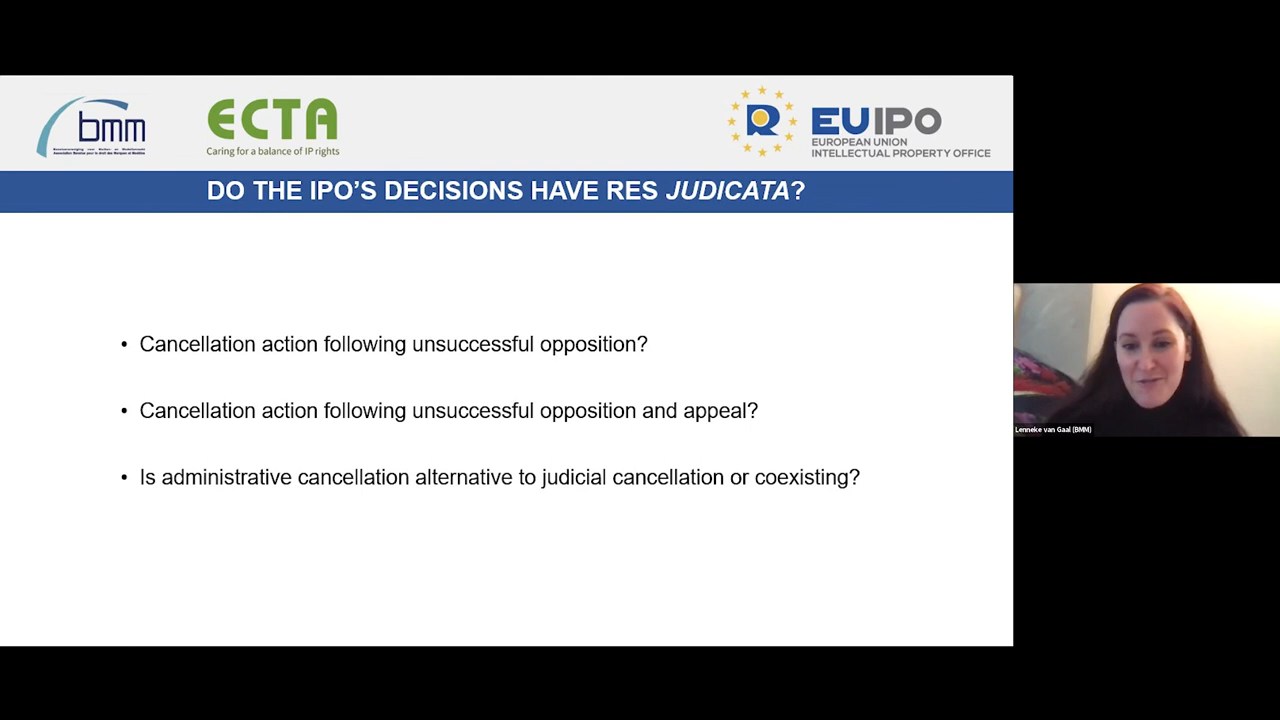 bmm
ECTA
Caring for a balance of IP rights
EUIPO
EUROPEAN UNION
INTELLECTUAL PROPERTY OFFICE
DO THE IPO'S DECISIONS HAVE RES JUDICATA?
• Cancellation action following unsuccessful opposition?
• Cancellation action following unsuccessful opposition and appeal?
• Is administrative cancellation alternative to judicial cancellation or coexisting?
Lenneke van Gaal (BMM)